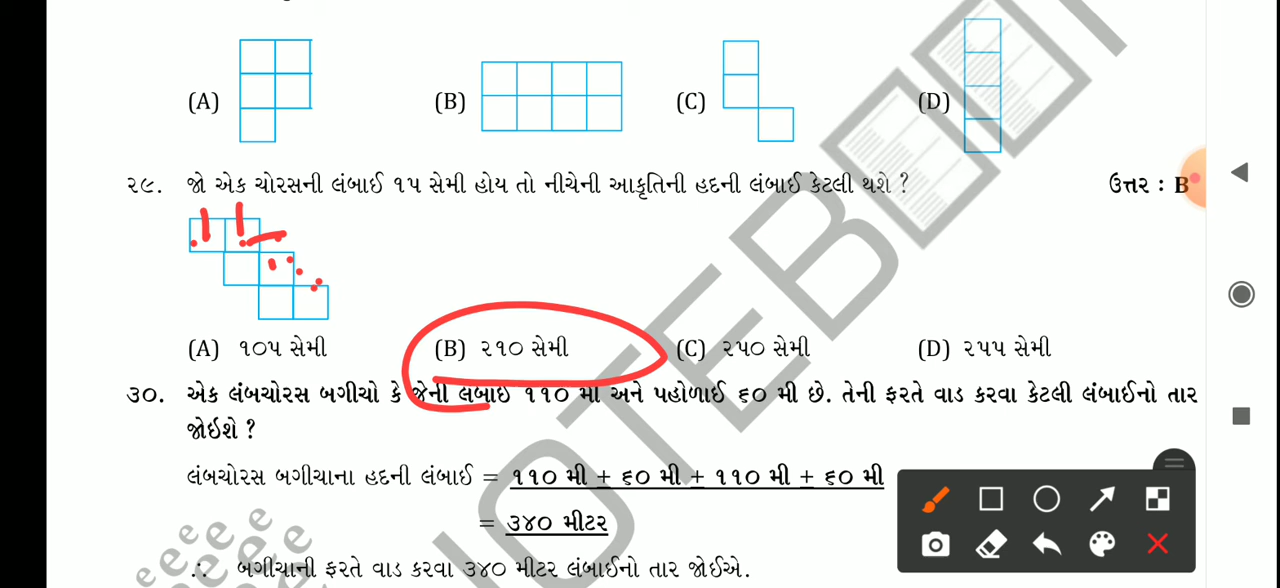 (A) (B) (C) (D)
૨૯. જો એક ચોરસની લંબાઈ ૧૫ સેમી હોય તો નીચેની આકૃતિની હદની લંબાઈ કેટલી થશે ? ઉત્તર : B
(A) ૧૦૫ સેમી (B) ૨૧૦ સેમી (C) ૨૫૦ સેમી (D) ૨૫૫ સેમી
૩૦. એક લંબચોરસ બગીચો કે જેની લંબાઈ ૧૧૦ મી અને પહોળાઈ ૬૦ મી છે. તેની ફરતે વાડ કરવા કેટલી લંબાઈનો તાર
જોઇશે ?
લંબચોરસ બગીચાના હદની લંબાઈ = ૧૧૦ મી + ૬૦ મી + ૧૧૦ મી + ૬૦ મી
= ૩૪૦ મીટર
∴ બગીચાની ફરતે વાડ કરવા ૩૪૦ મીટર લંબાઈનો તાર જોઈએ.